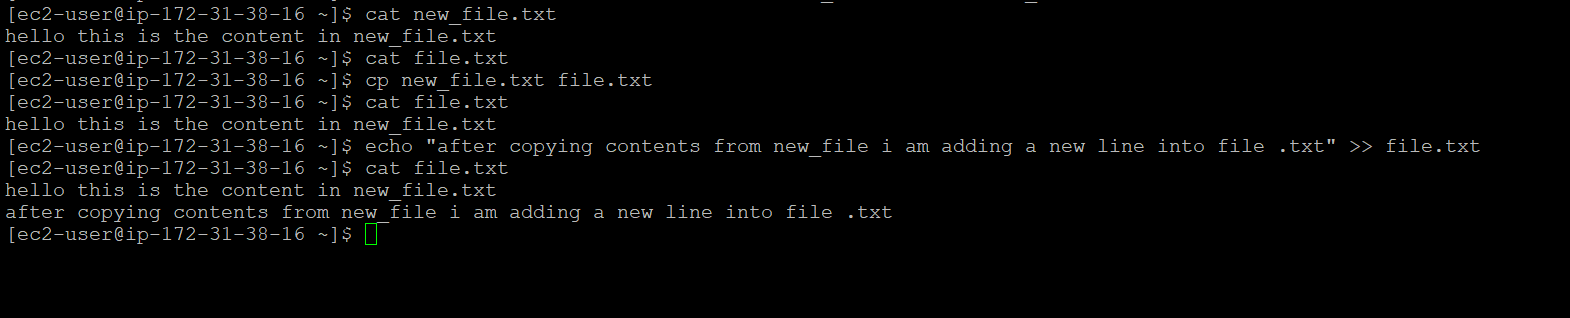 [ec2-user@ip-172-31-38-16 ~]$ cat new_file.txt
hello this is the content in new_file.txt
[ec2-user@ip-172-31-38-16 ~]$ cat file.txt
[ec2-user@ip-172-31-38-16 ~]$ cp new_file.txt file.txt
[ec2-user@ip-172-31-38-16 ~]$ cat file.txt
hello this is the content in new_file.txt
[ec2-user@ip-172-31-38-16 ~]$ echo "after copying contents from new_file i am adding a new line into file .txt" >> file.txt
[ec2-user@ip-172-31-38-16 ~]$ cat file.txt
hello this is the content in new_file.txt
after copying contents from new_file i am adding a new line into file .txt
[ec2-user@ip-172-31-38-16 ~]$